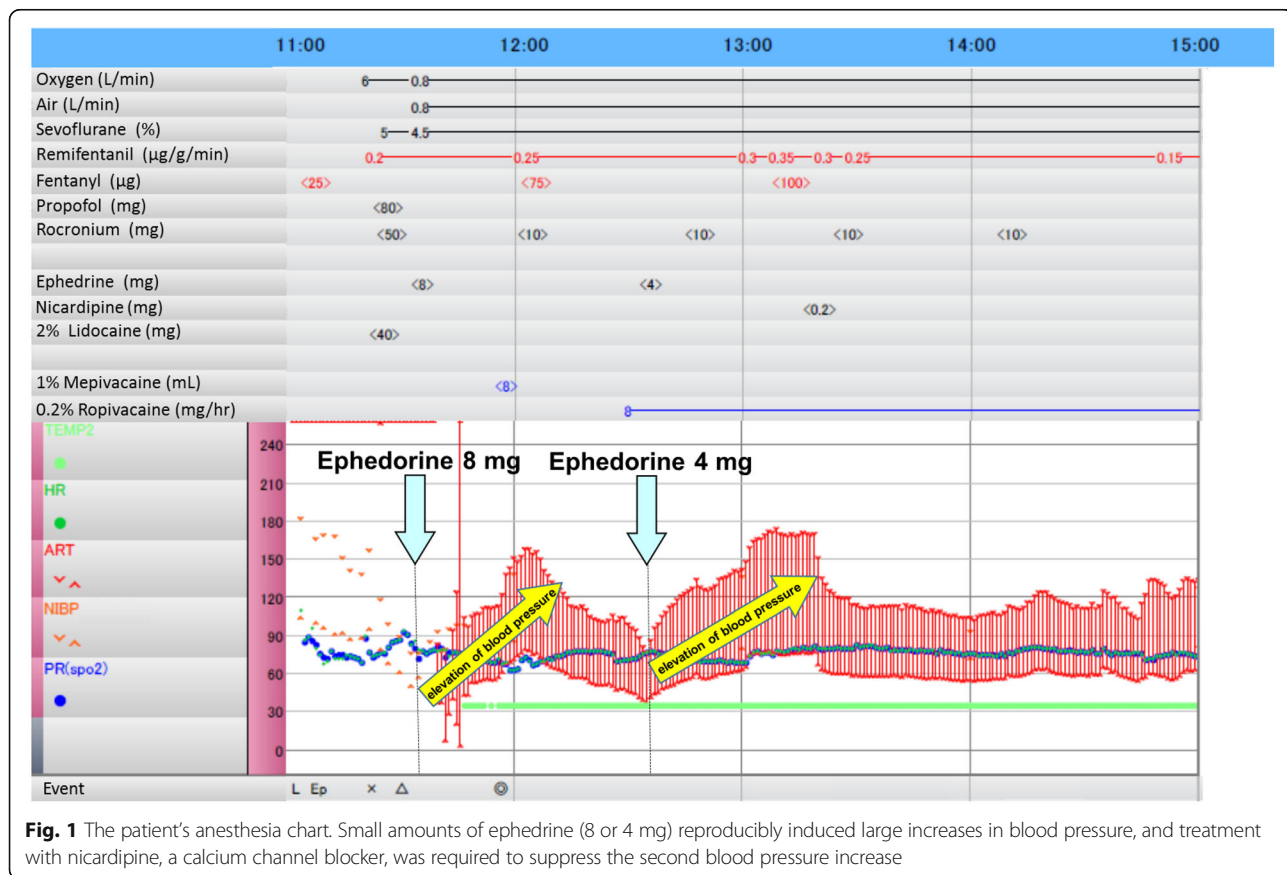 11:00 12:00 13:00 14:00 15:00
Oxygen (L/min) 6 0.8
Air (L/min) 0.8
Sevoflurane (%) 5 4.5
Remifentanil (μg/g/min) 0.2 0.25 0.3 0.35 0.3 0.25 0.15
Fentanyl (μg) <25> <75> <100>
Propofol (mg) <80>
Rocronium (mg) <50> <10> <10> <10> <10>
Ephedrine (mg) <8> <4>
Nicardipine (mg) <0.2>
2% Lidocaine (mg) <40>
1% Mepivacaine (mL) <8>
0.2% Ropivacaine (mg/hr) 8
TEMP2
HR
ART
NIBP
PR(spo2)
240
210
180
150
120
90
60
30
0
Ephedorine 8 mg Ephedorine 4 mg
elevation of blood pressure
elevation of blood pressure
Event L Ep × △ ◎
Fig. 1 The patient's anesthesia chart. Small amounts of ephedrine (8 or 4 mg) reproducibly induced large increases in blood pressure, and treatment
with nicardipine, a calcium channel blocker, was required to suppress the second blood pressure increase